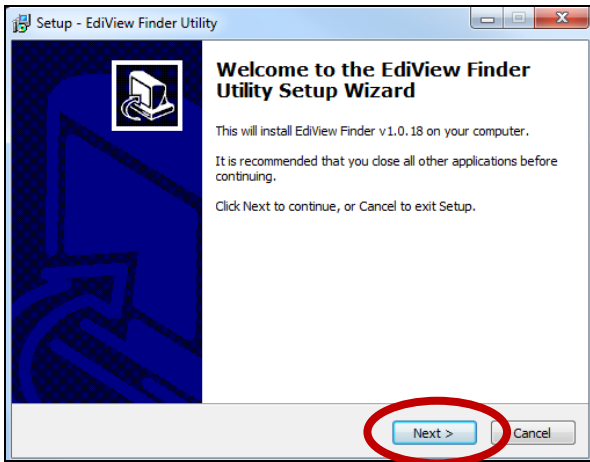 Setup - EdiView Finder Utility
Welcome to the EdiView Finder
Utility Setup Wizard
This will install EdiView Finder v1.0.18 on your computer.
It is recommended that you close all other applications before
continuing.
Click Next to continue, or Cancel to exit Setup.
Next >
Cancel